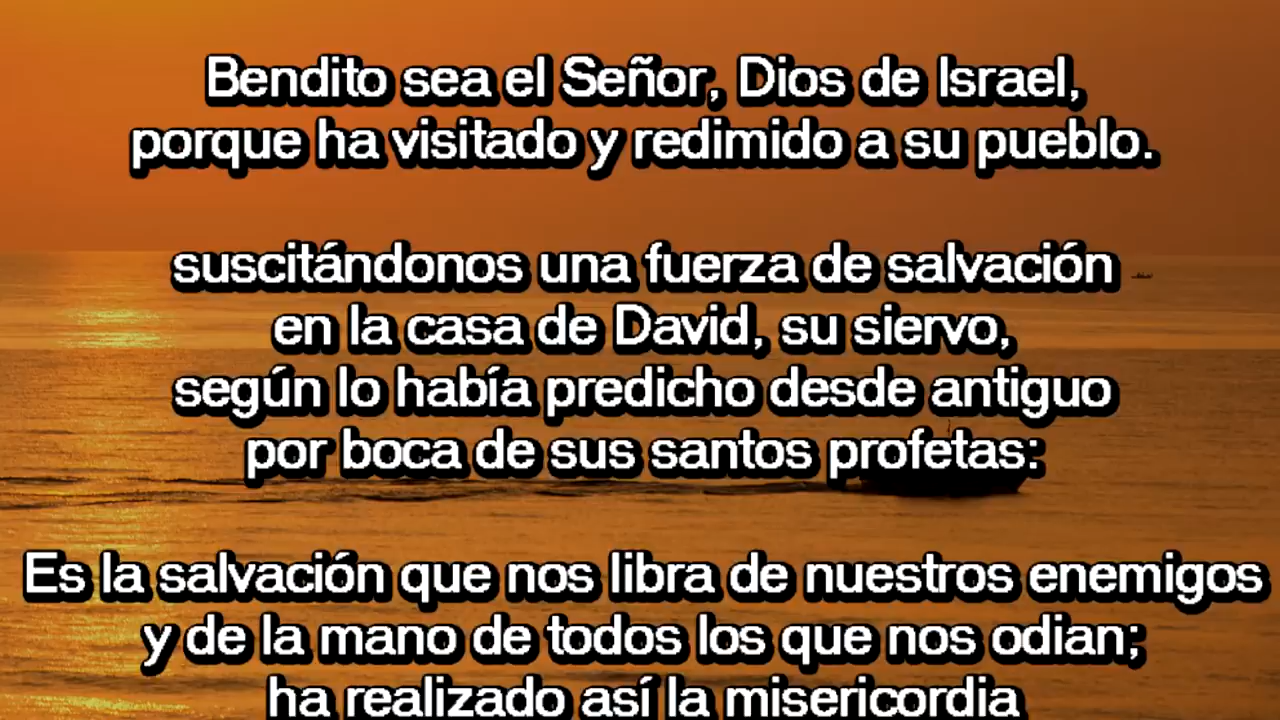 Bendito sea el Señor, Dios de Israel,
porque ha visitado y redimido a su pueblo.
suscitándonos una fuerza de salvación
en la casa de David, su siervo,
según lo había predicho desde antiguo
por boca de sus santos profetas:
Es la salvación que nos libra de nuestros enemigos
y de la mano de todos los que nos odian;
ha realizado así la misericordia